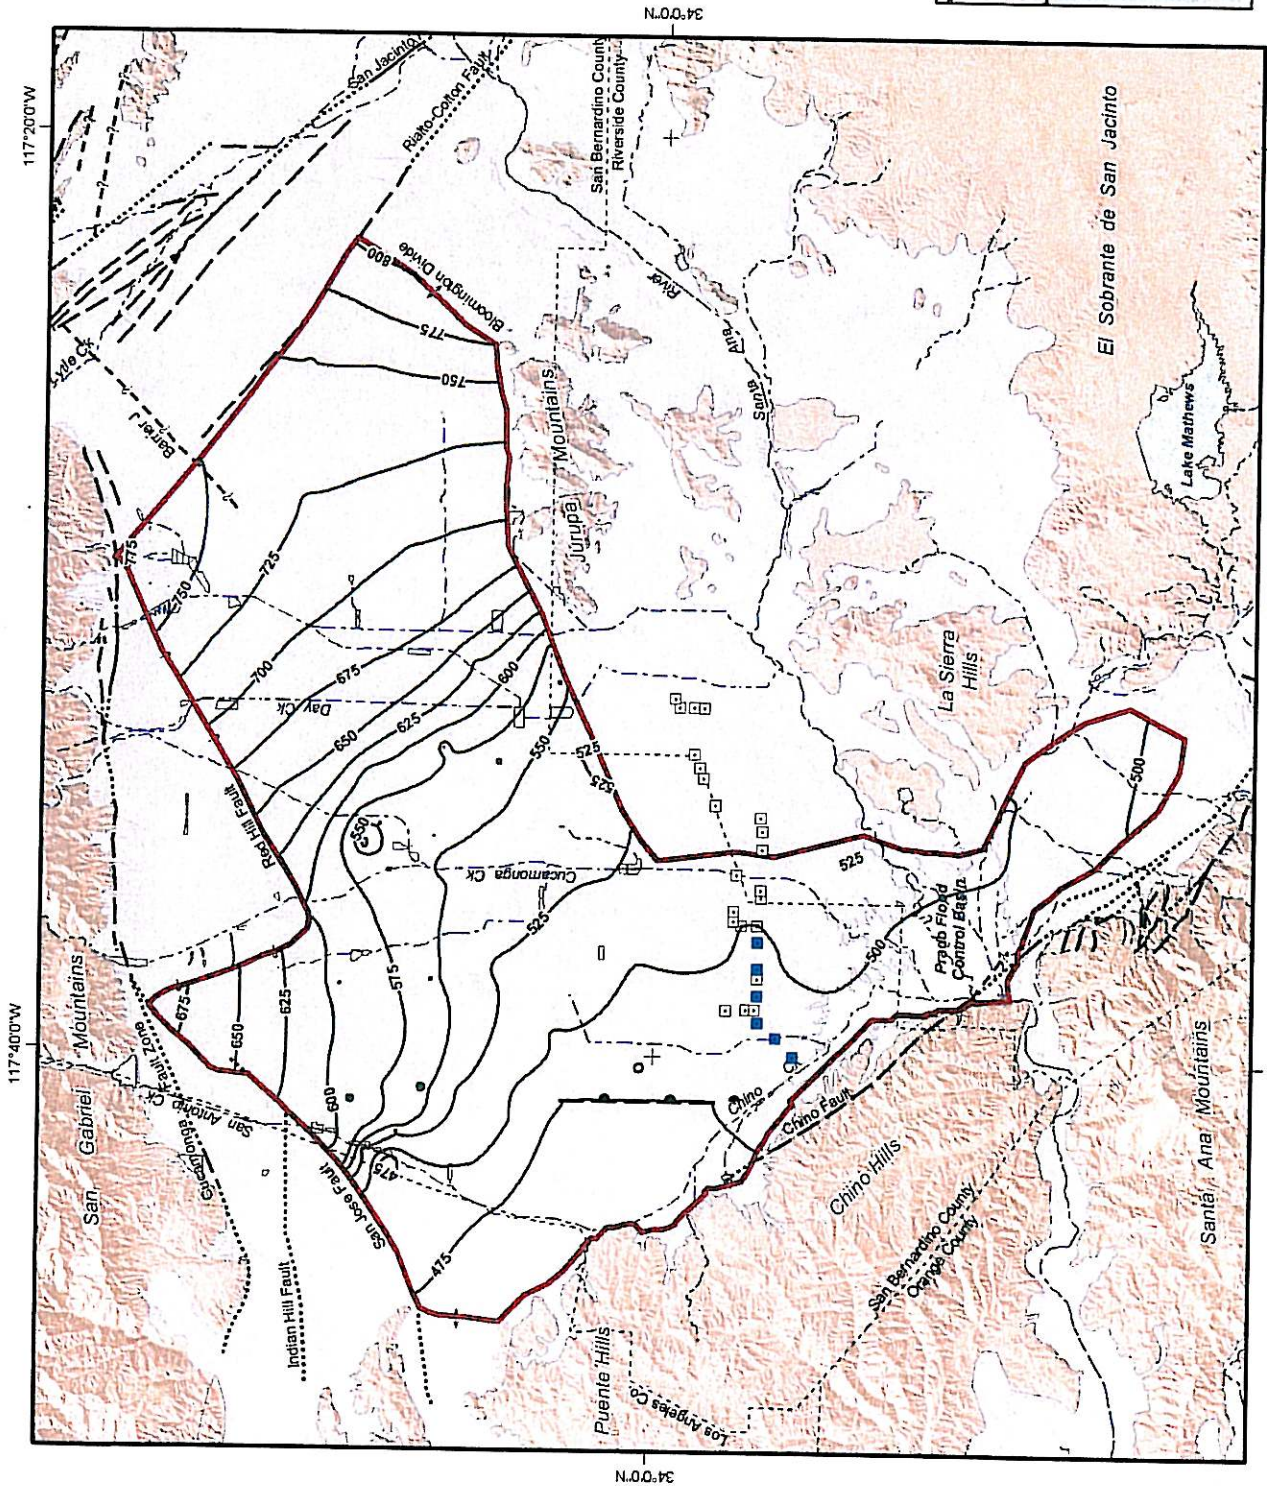 117°20'0"W
117°40'0"W
34°0'0"N
34°0'0"N
San Gabriel Mountains
Cucamonga Fault Zone
San Antonio Ck
Indian Hill Fault
San Jose Fault
Red Hill Fault
Day Ck
Cucamonga Ck
Lytle Ck
Barrier J
San Jacinto
Rialto-Colton Fault
Bloomington Divide
San Bernardino County
Riverside County
Jurupa Mountains
Santa Ana River
El Sobrante de San Jacinto
Lake Mathews
La Sierra
Hills
Prado Flood
Control Basin
Chino
Chino Fault
Chino Hills
San Bernardino County
Orange County
Santa Ana Mountains
Puente Hills
Los Angeles Co
800
775
750
775
750
725
700
675
650
625
600
550
525
525
550
575
525
500
525
500
675
650
625
600
475
475